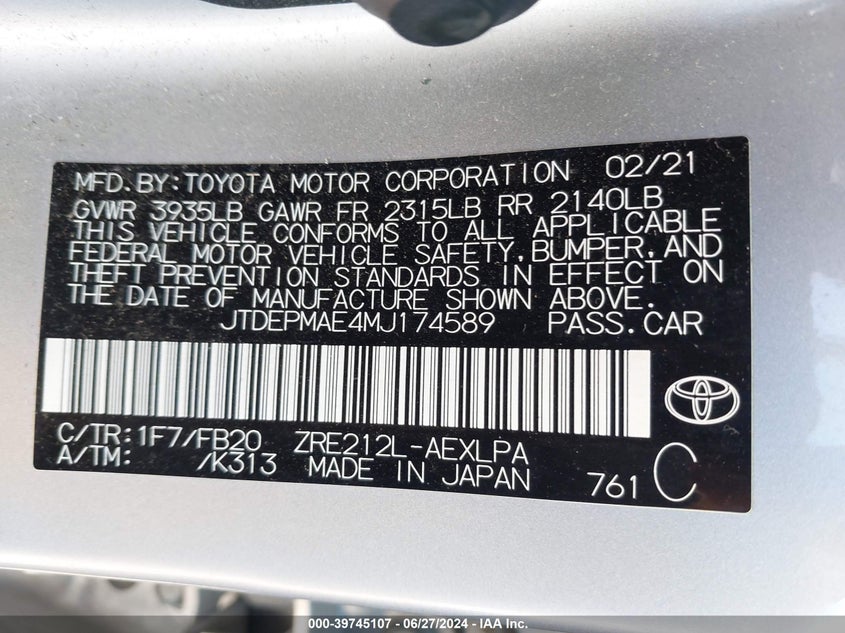 MFD.BY:TOYOTA MOTOR CORPORATION 02/21
GVWR 3935LB GAWR FR 2315LB RR 2140LB
THIS VEHICLE CONFORMS TO ALL APPLICABLE
FEDERAL MOTOR VEHICLE SAFETY,BUMPER,AND
THEFT PREVENTION STANDARDS IN EFFECT ON
THE DATE OF MANUFACTURE SHOWN ABOVE.
JTDEPMAE4MJ174589 PASS.CAR
C/TR:1F7/FB20 ZRE212L-AEXLPA
A/TM: /K313 MADE IN JAPAN 761 C
000-39745107 - 06/27/2024 - IAA Inc.